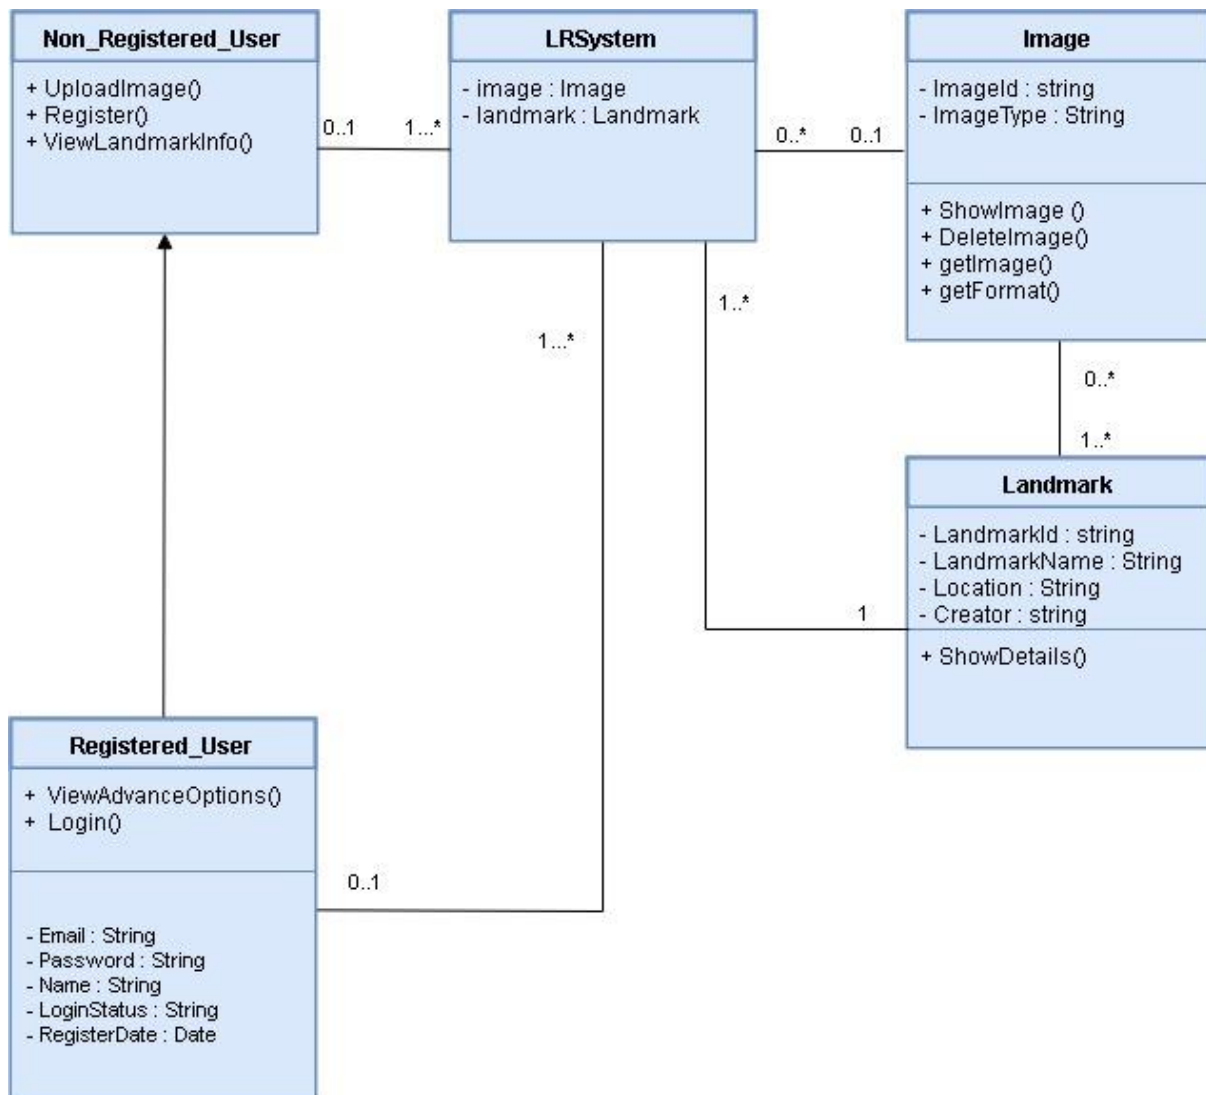 Non_Registered_User
+ UploadImage()
+ Register()
+ ViewLandmarkInfo()
0..1
1...*
LRSystem
- image : Image
- landmark : Landmark
0..*
0..1
Image
- ImageId : string
- ImageType : String
+ ShowImage ()
+ DeleteImage()
+ getImage()
+ getFormat()
1..*
1...*
0..*
1..*
Landmark
- LandmarkId : string
- LandmarkName : String
- Location : String
- Creator : string
+ ShowDetails()
1
Registered_User
+ ViewAdvanceOptions()
+ Login()
0..1
- Email : String
- Password : String
- Name : String
- LoginStatus : String
- RegisterDate : Date